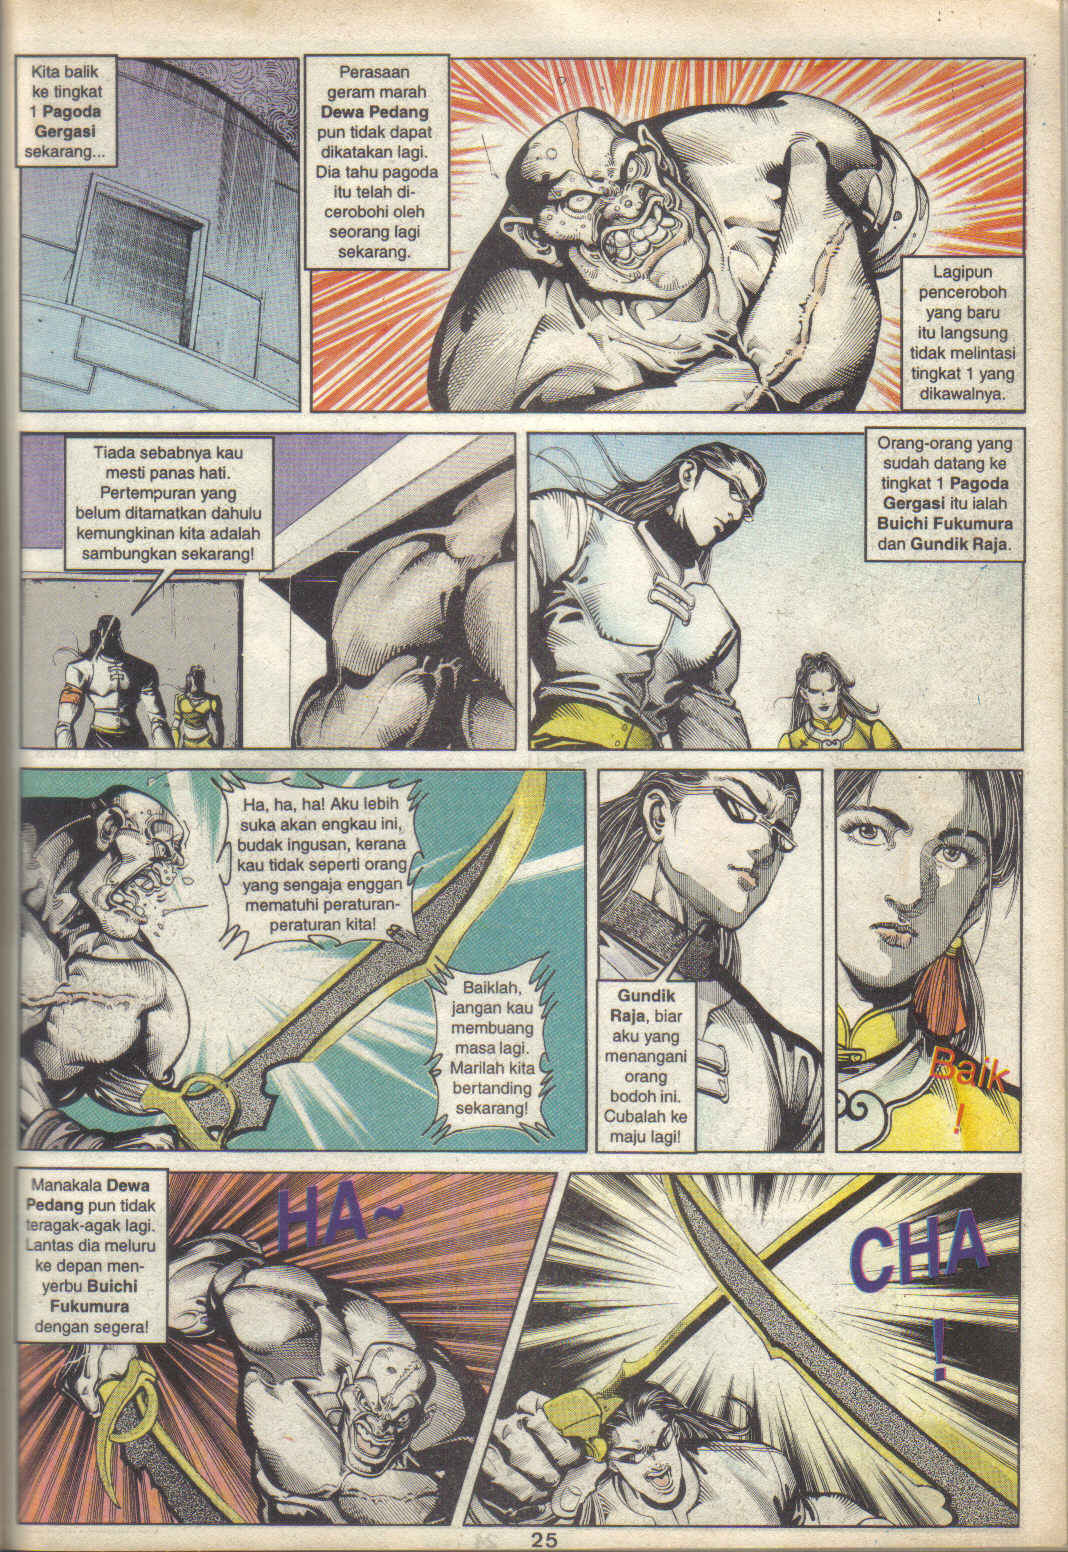 Kita balik
ke tingkat
1 Pagoda
Gergasi
sekarang...
Perasaan
geram marah
Dewa Pedang
pun tidak dapat
dikatakan lagi.
Dia tahu pagoda
itu telah di-
cerobohi oleh
seorang lagi
sekarang.
Lagipun
penceroboh
yang baru
itu langsung
tidak melintasi
tingkat 1 yang
dikawalnya.
Tiada sebabnya kau
mesti panas hati.
Pertempuran yang
belum ditamatkan dahulu
kemungkinan kita adalah
sambungkan sekarang!
Orang-orang yang
sudah datang ke
tingkat 1 Pagoda
Gergasi itu ialah
Buichi Fukumura
dan Gundik Raja.
Ha, ha, ha! Aku lebih
suka akan engkau ini,
budak ingusan, kerana
kau tidak seperti orang
yang sengaja enggan
mematuhi peraturan-
peraturan kita!
Baiklah,
jangan kau
membuang
masa lagi.
Marilah kita
bertanding
sekarang!
Gundik
Raja, biar
aku yang
menangani
orang
bodoh ini.
Cubalah ke
maju lagi!
Baik
!
Manakala Dewa
Pedang pun tidak
teragak-agak lagi.
Lantas dia meluru
ke depan men-
yerbu Buichi
Fukumura
dengan segera!
HA~
CHA
!
25